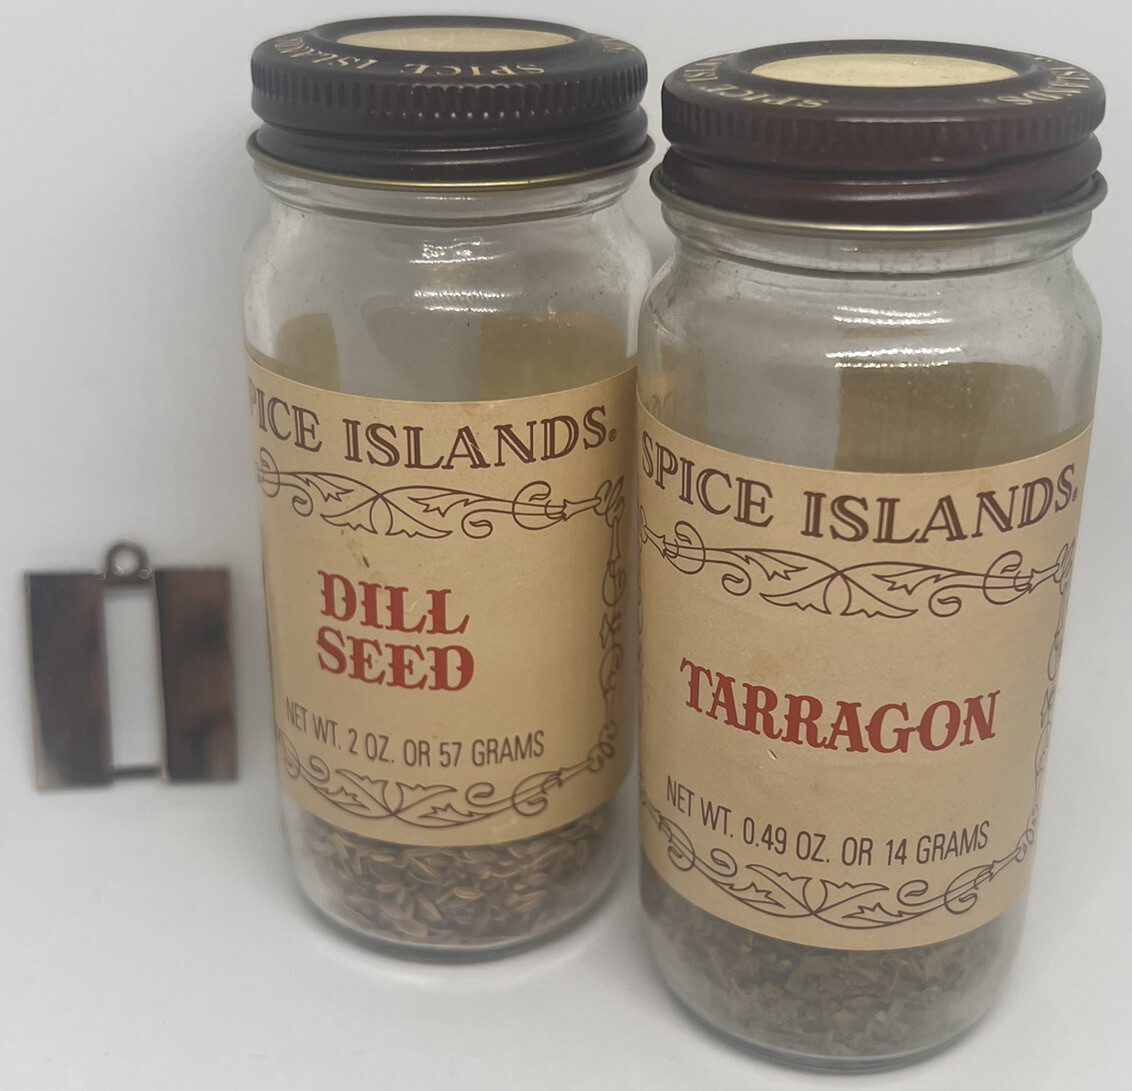 SPICE ISLANDS
PICE ISLANDS®
DILL
SEED
NET WT. 2 OZ. OR 57 GRAMS
SPICE
ISLANDS®
SPICE ISLANDS®
TARRAGON
NET WT. 0.49 OZ. OR 14 GRAMS